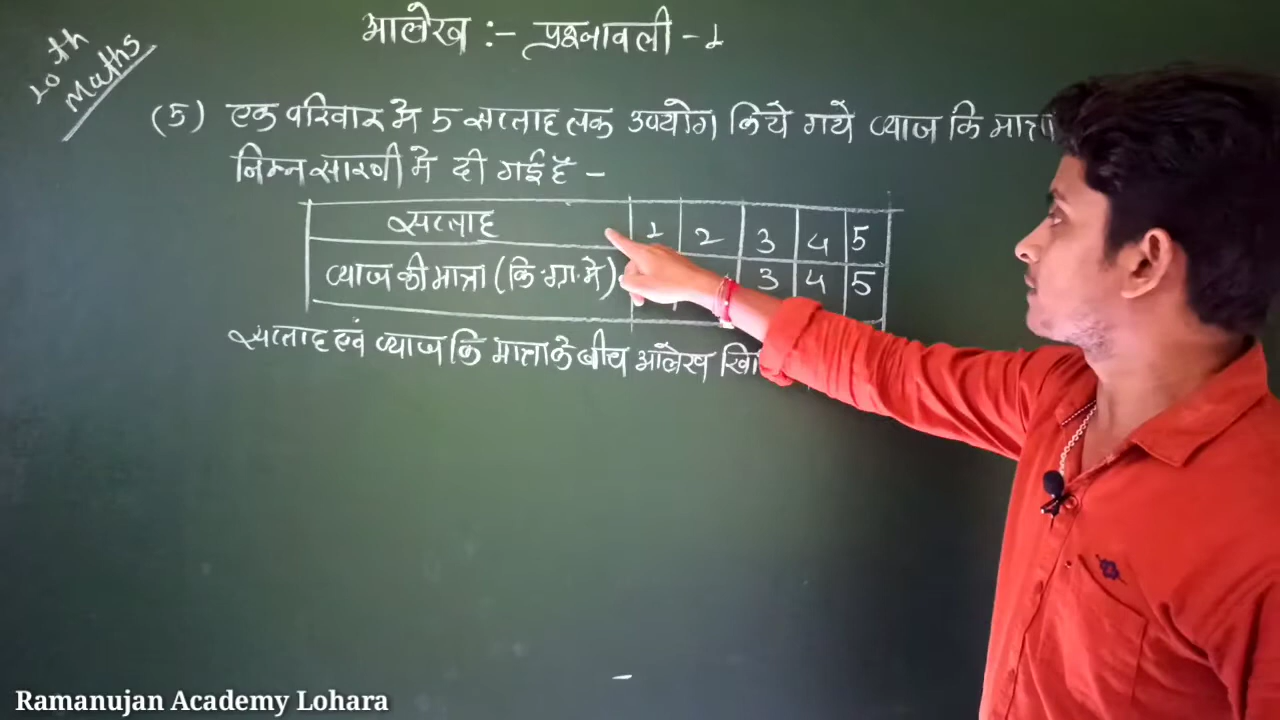 10th
Maths
आलेख :- प्रश्नावली - 1
(5) एक परिवार मे 5 सप्ताह तक उपयोग किये गये प्याज कि मात्रा
निम्न सारणी मे दी गई है -
सप्ताह 1 2 3 4 5
प्याज की मात्रा (कि.ग्रा. मे) 3 4 5
सप्ताह एवं प्याज कि मात्रा के बीच आलेख
Ramanujan Academy Lohara